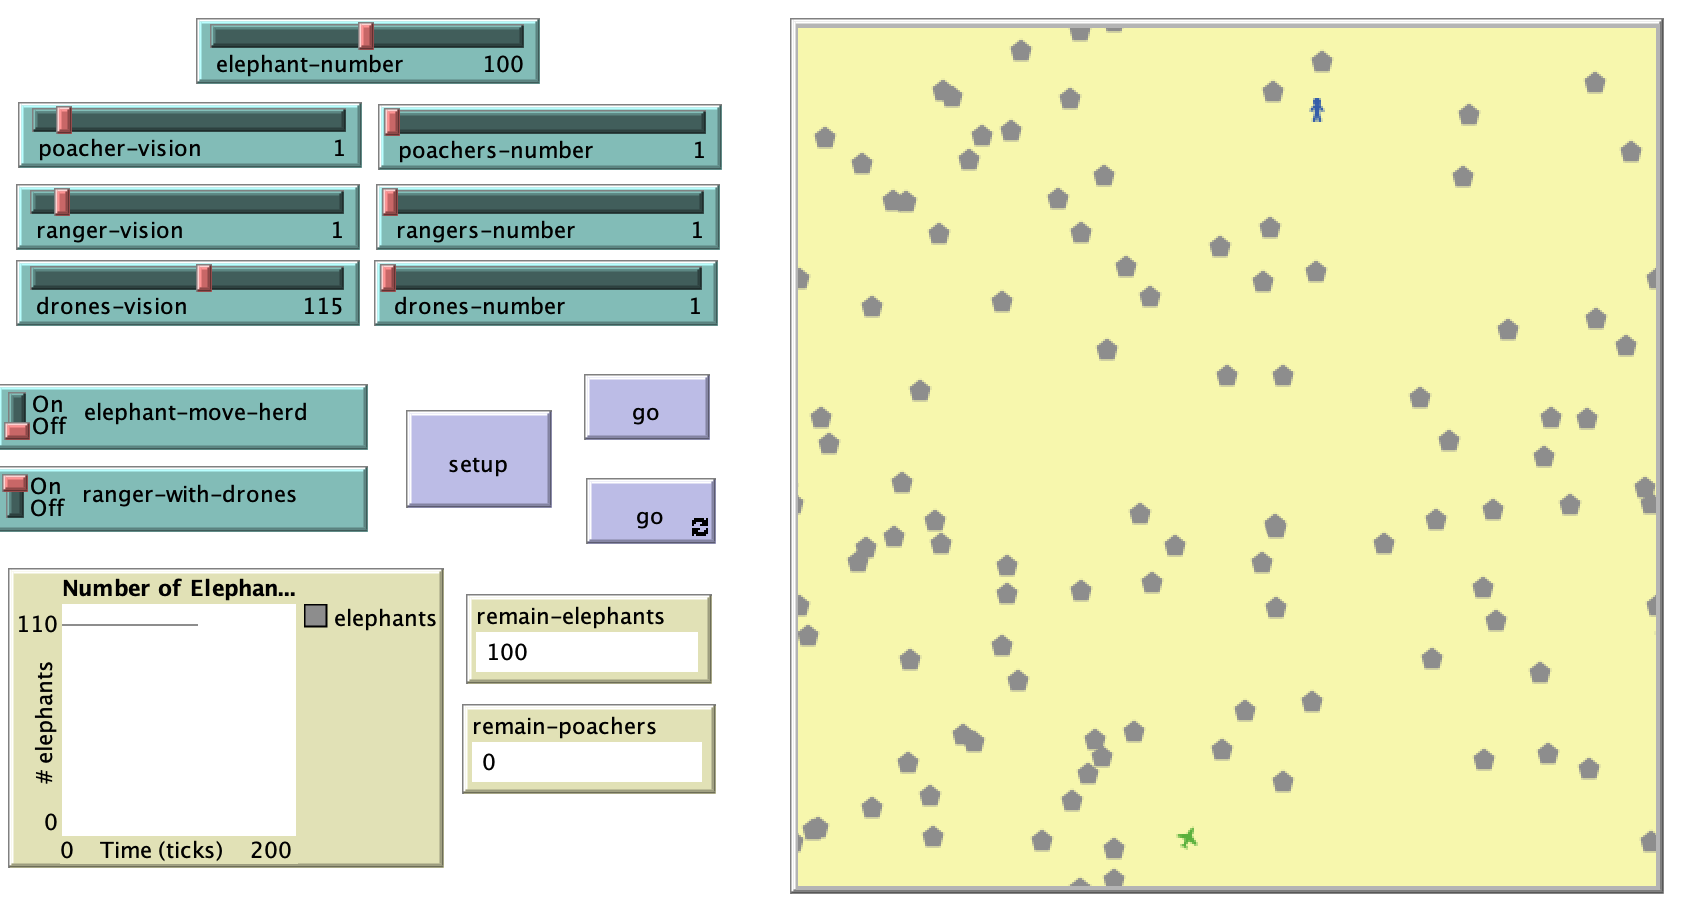 elephant-number 100
poacher-vision 1
poachers-number 1
ranger-vision 1
rangers-number 1
drones-vision 115
drones-number 1
On
Off
elephant-move-herd
On
Off
ranger-with-drones
setup
go
go
Number of Elephan...
110
# elephants
0
0 Time (ticks) 200
elephants
remain-elephants
100
remain-poachers
0